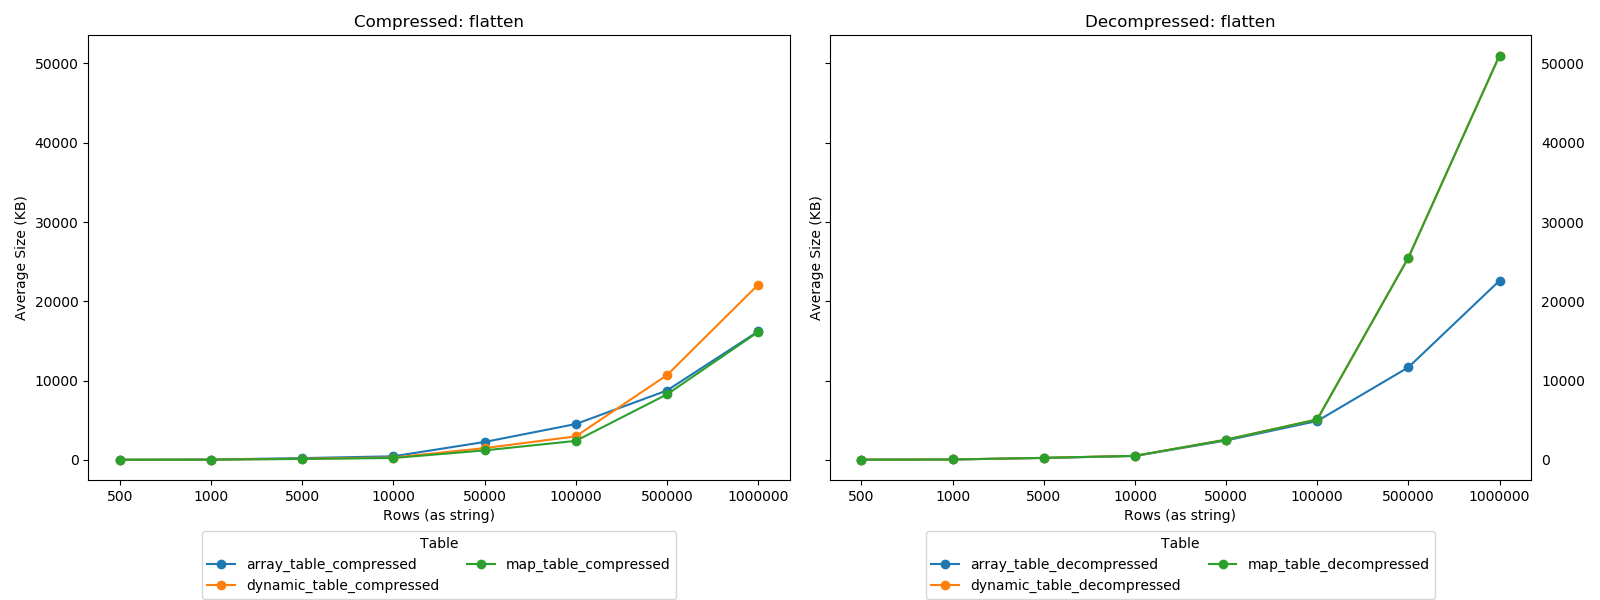 Compressed: flatten
Average Size (KB)
50000
40000
30000
20000
10000
0
500 1000 5000 10000 50000 100000 500000 1000000
Rows (as string)
Table
array_table_compressed map_table_compressed
dynamic_table_compressed
Decompressed: flatten
Average Size (KB)
50000
40000
30000
20000
10000
0
500 1000 5000 10000 50000 100000 500000 1000000
Rows (as string)
Table
array_table_decompressed map_table_decompressed
dynamic_table_decompressed